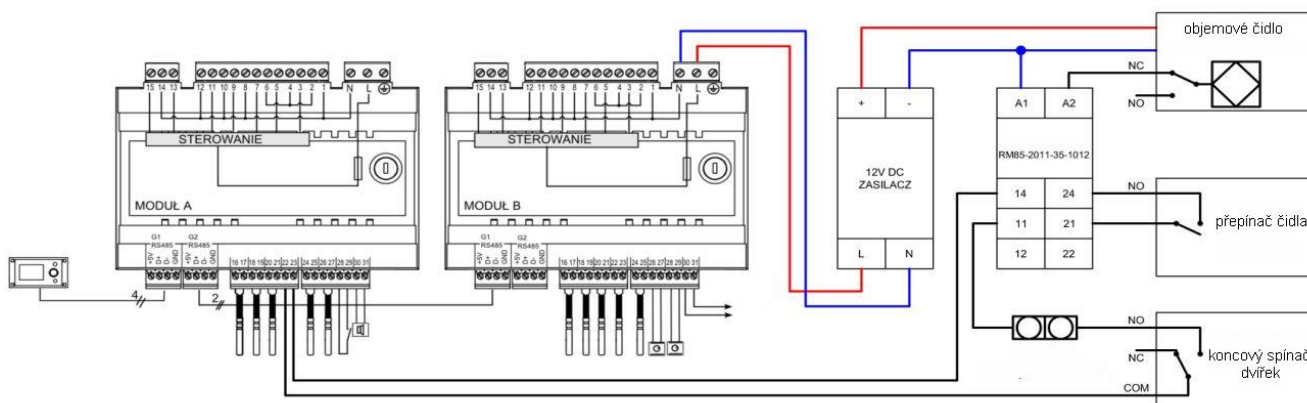 15 14 13 12 11 10 9 8 7 6 5 4 3 2 1 N L
STEROWANIE
MODUŁ A
G1
RS485
G2
RS485
+5V D+ D- GND +5V D+ D- GND
16 17 18 19 20 21 22 23 24 25 26 27 28 29 30 31
4
15 14 13 12 11 10 9 8 7 6 5 4 3 2 1 N L
STEROWANIE
MODUŁ B
G1
RS485
G2
RS485
+5V D+ D- GND +5V D+ D- GND
16 17 18 19 20 21 22 23 24 25 26 27 28 29 30 31
2
+ -
12V DC
ZASILACZ
L N
A1 A2
RM85-2011-35-1012
14 24
11 21
12 22
objemové čidlo
NC
NO
NO
přepínač čidla
NO
NC
COM
koncový spínač
dvířek